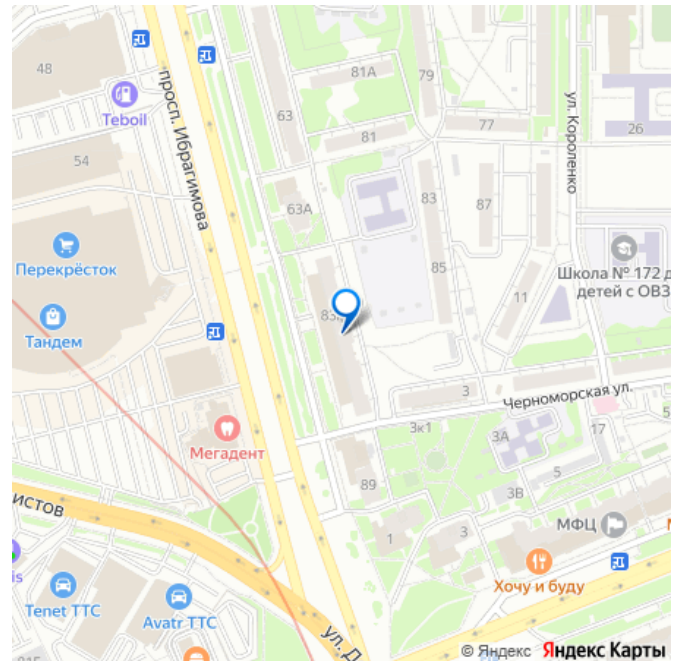 48
Teboil
просп. Ибрагимова
63
81А
79
81
77
ул. Короленко
26
54
63А
83
87
Перекрёсток
85
Школа № 172 д
детей с ОВЗ
11
Тандем
3
Черноморская ул.
Мегадент
3к1
3А
17
5
89
3В
5
истов
1
3
МФЦ
is
Хочу и буду
Tenet ТТС
Avatr ТТС
ул. Д
© Яндекс Яндекс Карты